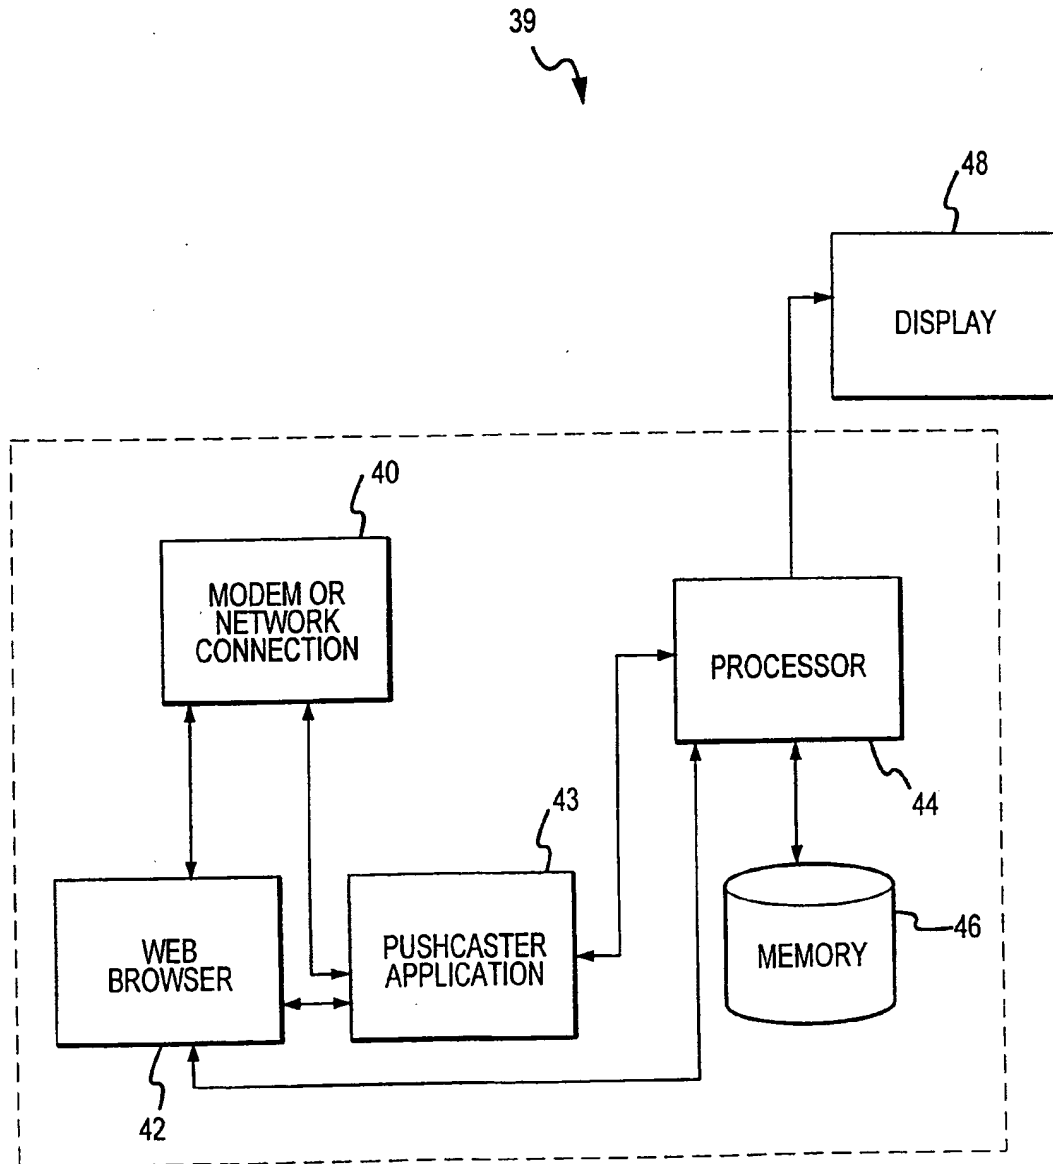 39
48
DISPLAY
40
MODEM OR
NETWORK
CONNECTION
PROCESSOR
44
43
WEB
BROWSER
PUSHCASTER
APPLICATION
MEMORY
46
42